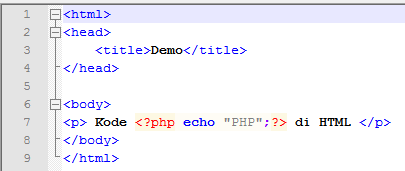 1 <html>
2 <head>
3 <title>Demo</title>
4 </head>
5
6 <body>
7 <p> Kode <?php echo "PHP";?> di HTML </p>
8 </body>
9 </html>